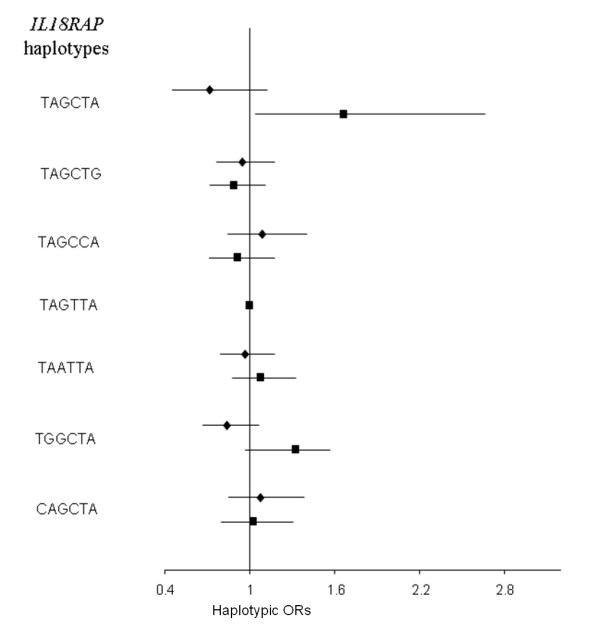 IL18RAP
haplotypes
TAGCTA
TAGCTG
TAGCCA
TAGTTA
TAATTA
TGGCTA
CAGCTA
0.4 1 1.6 2.2 2.8
Haplotypic ORs